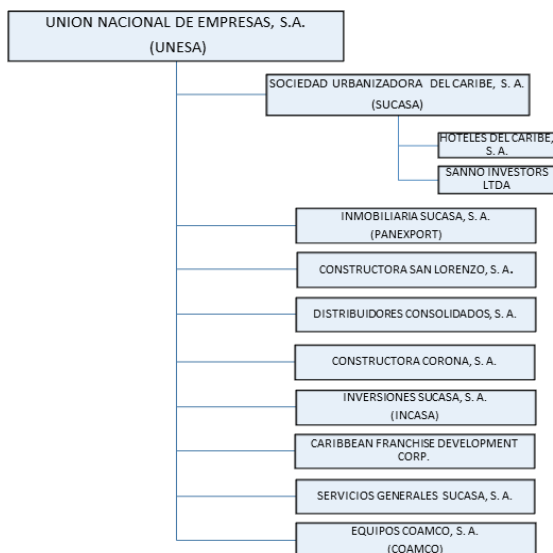 UNION NACIONAL DE EMPRESAS, S.A.
(UNESA)
SOCIEDAD URBANIZADORA DEL CARIBE, S. A.
(SUCASA)
HOTELES DEL CARIBE,
S. A.
SANNO INVESTORS
LTDA
INMOBILIARIA SUCASA, S. A.
(PANEXPORT)
CONSTRUCTORA SAN LORENZO, S. A.
DISTRIBUIDORES CONSOLIDADOS, S. A.
CONSTRUCTORA CORONA, S. A.
INVERSIONES SUCASA, S. A.
(INCASA)
CARIBBEAN FRANCHISE DEVELOPMENT
CORP.
SERVICIOS GENERALES SUCASA, S. A.
EQUIPOS COAMCO, S. A.
(COAMCO)